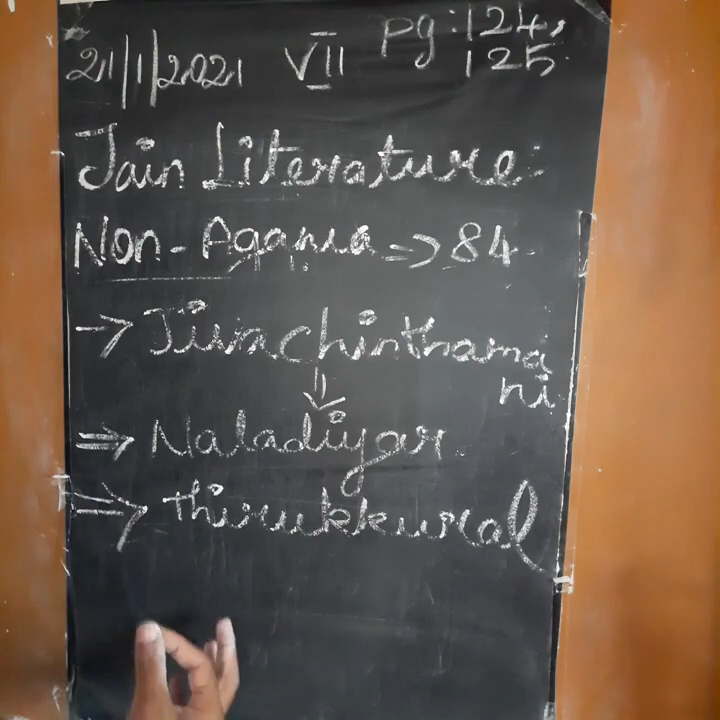 21/1/2021 VII pg:124,
125.
Jain Literature:
Non-Agama => 84.
→ Jivachinthama
ni.
↓
⇒ Naladiyar.
⇒ Thirukkural